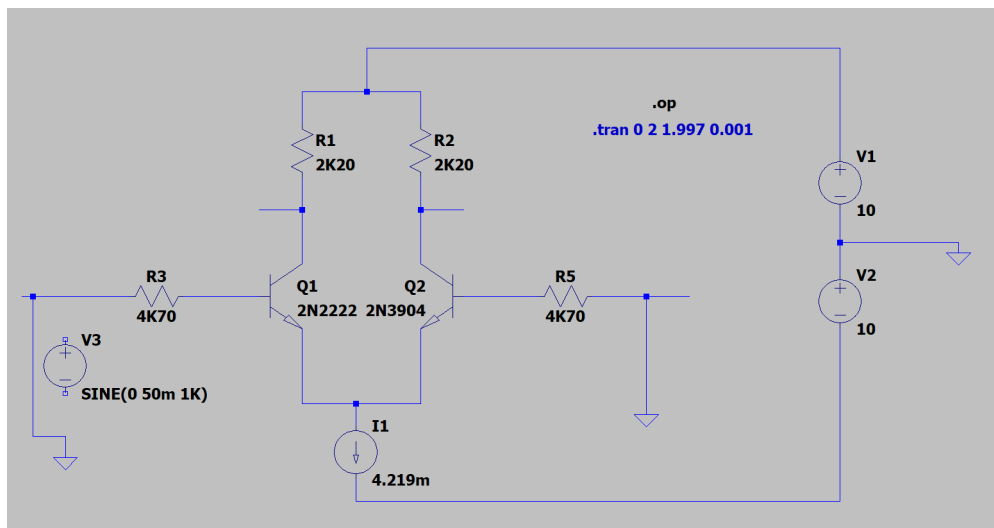 .op
.tran 0 2 1.997 0.001
R1
2K20
R2
2K20
V1
+
−
10
R3
4K70
Q1
2N2222
Q2
2N3904
R5
4K70
V2
+
−
10
V3
+
−
SINE(0 50m 1K)
I1
4.219m